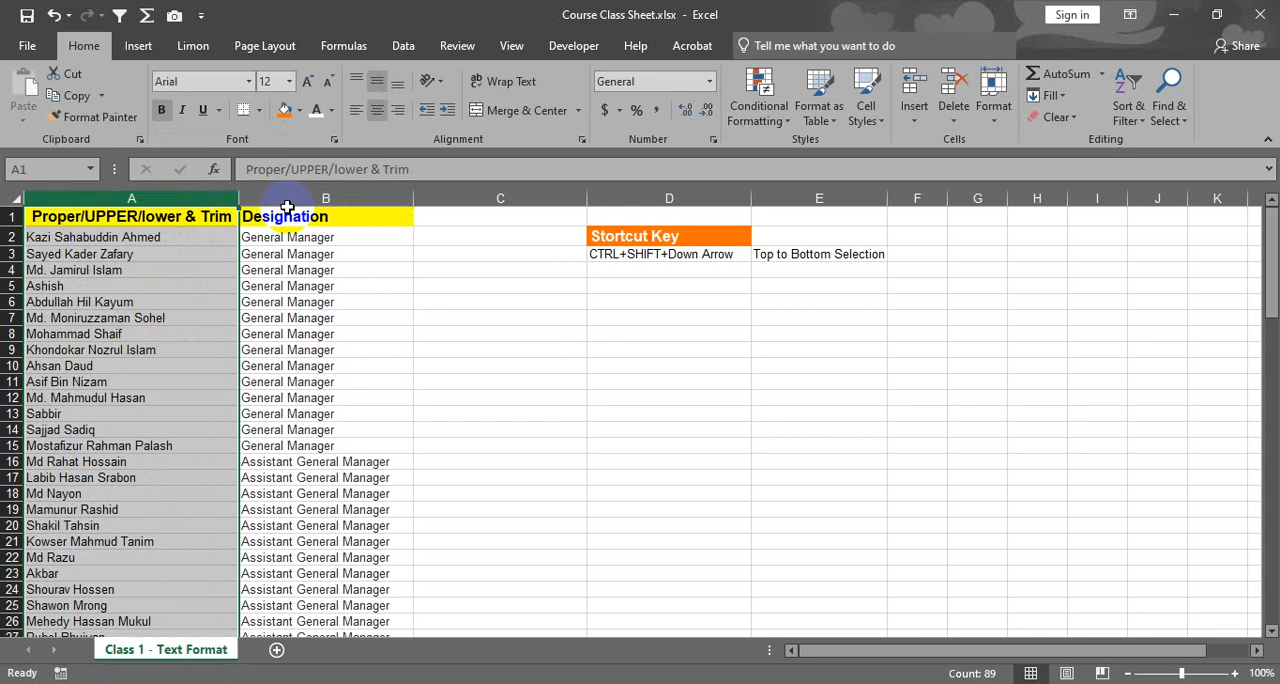 Course Class Sheet.xlsx - Excel
Sign in
File Home Insert Limon Page Layout Formulas Data Review View Developer Help Acrobat Tell me what you want to do Share
Paste Cut Copy Format Painter Clipboard
Arial 12 B I U A Font
Wrap Text Merge & Center Alignment
General $ % , Number
Conditional Formatting Format as Table Cell Styles Styles
Insert Delete Format Cells
AutoSum Fill Clear Sort & Filter Find & Select Editing
A1 fx Proper/UPPER/lower & Trim
A B C D E F G H I J K
1 Proper/UPPER/lower & Trim Designation
2 Kazi Sahabuddin Ahmed General Manager Stortcut Key
3 Sayed Kader Zafary General Manager CTRL+SHIFT+Down Arrow Top to Bottom Selection
4 Md. Jamirul Islam General Manager
5 Ashish General Manager
6 Abdullah Hil Kayum General Manager
7 Md. Moniruzzaman Sohel General Manager
8 Mohammad Shaif General Manager
9 Khondokar Nozrul Islam General Manager
10 Ahsan Daud General Manager
11 Asif Bin Nizam General Manager
12 Md. Mahmudul Hasan General Manager
13 Sabbir General Manager
14 Sajjad Sadiq General Manager
15 Mostafizur Rahman Palash General Manager
16 Md Rahat Hossain Assistant General Manager
17 Labib Hasan Srabon Assistant General Manager
18 Md Nayon Assistant General Manager
19 Mamunur Rashid Assistant General Manager
20 Shakil Tahsin Assistant General Manager
21 Kowser Mahmud Tanim Assistant General Manager
22 Md Razu Assistant General Manager
23 Akbar Assistant General Manager
24 Shourav Hossen Assistant General Manager
25 Shawon Mrong Assistant General Manager
26 Mehedy Hassan Mukul Assistant General Manager
27 Ruhel Bhuiyan Assistant General Manager
Class 1 - Text Format
Ready Count: 89 100%